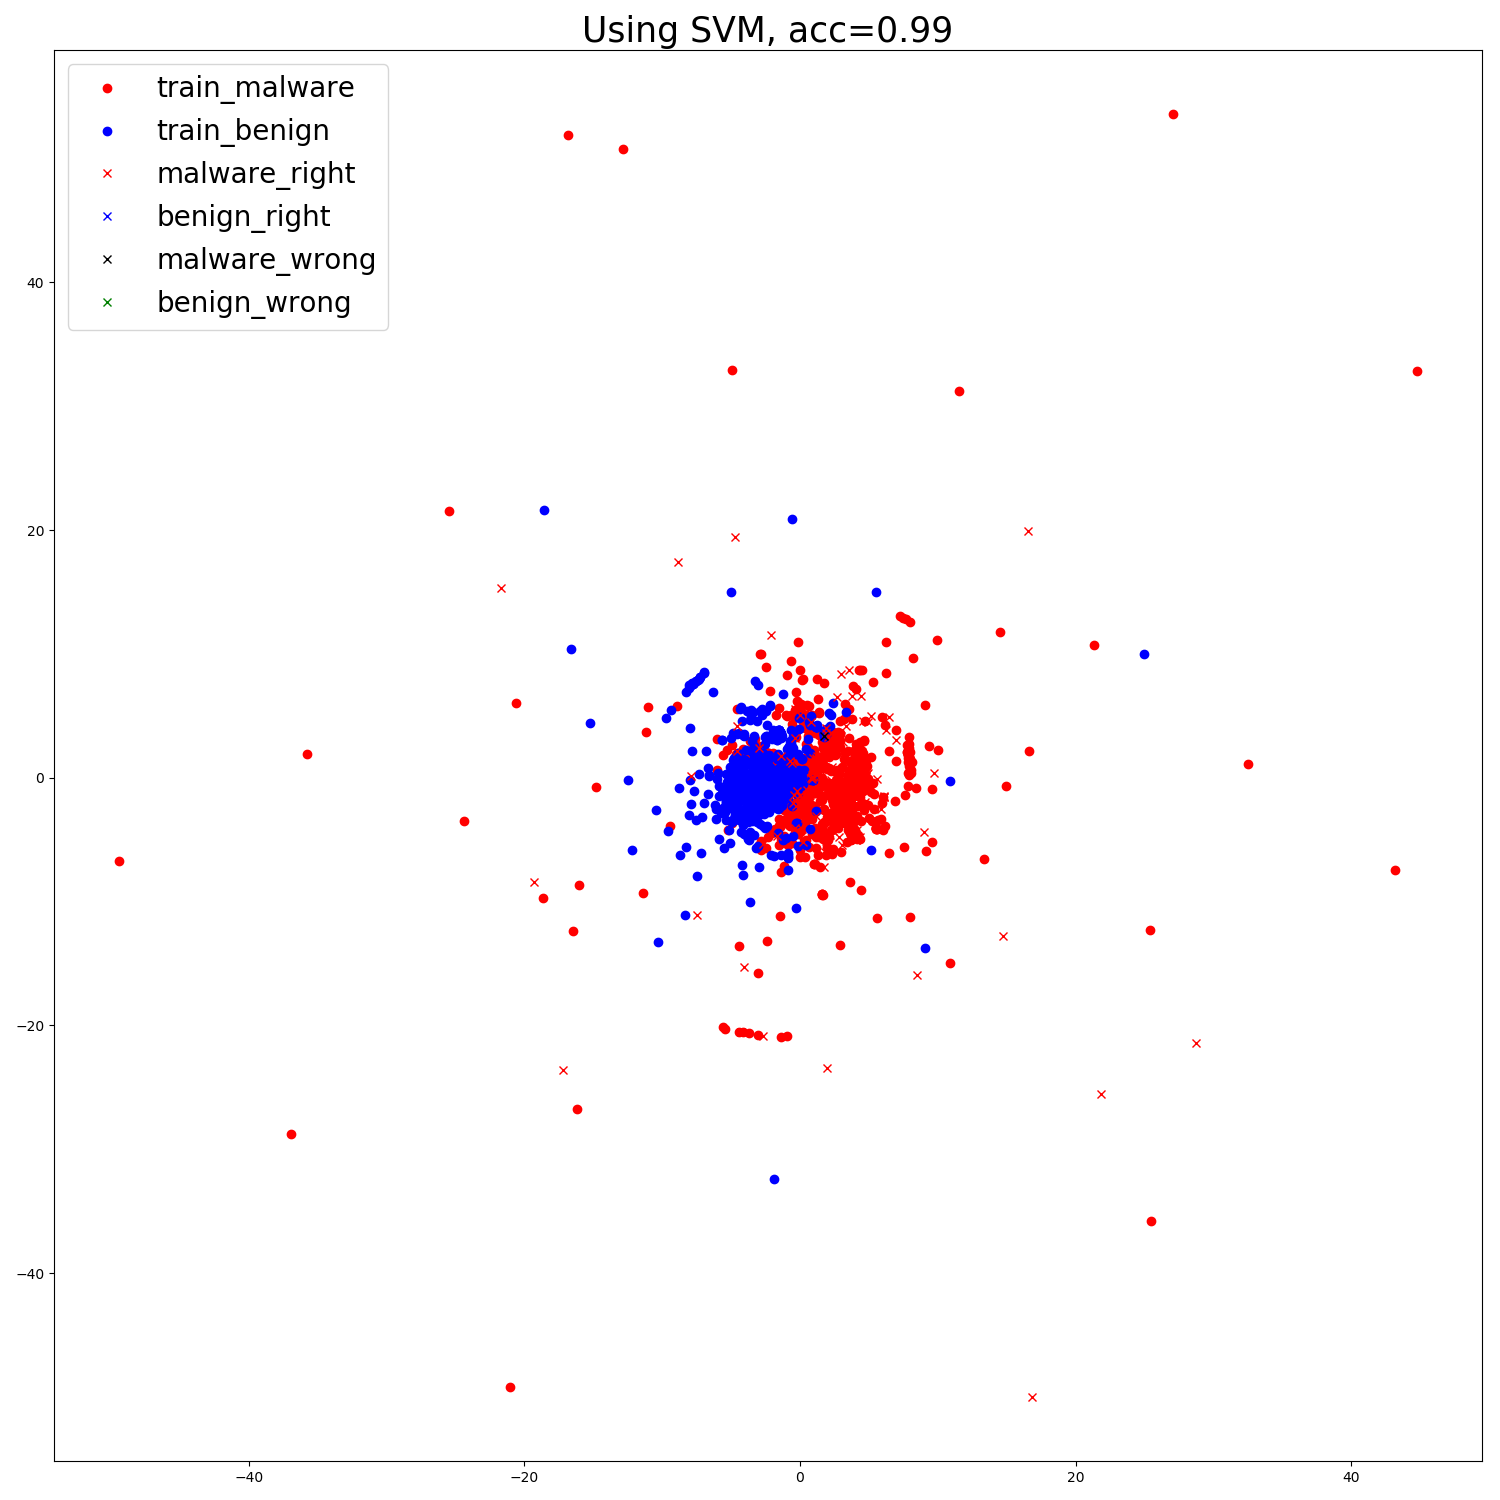 Using SVM, acc=0.99
train_malware
train_benign
malware_right
benign_right
malware_wrong
benign_wrong
40
20
0
−20
−40
−40
−20
0
20
40